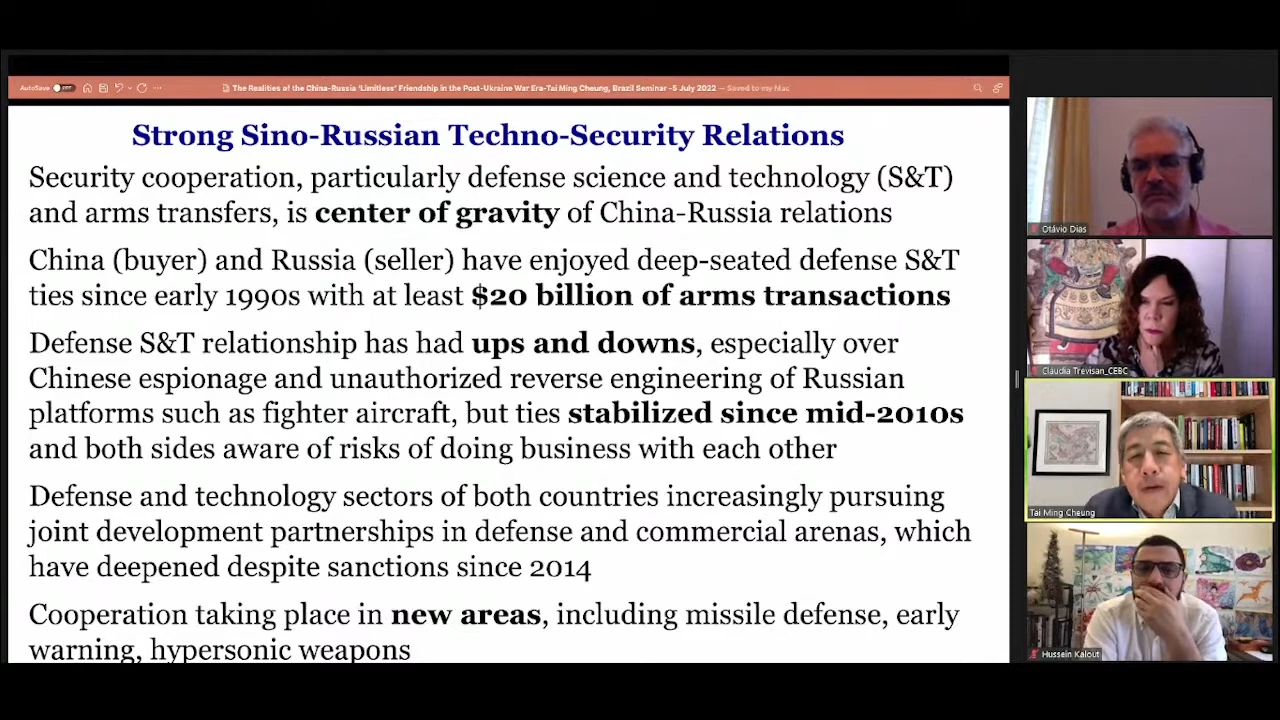 AutoSave OFF
The Realities of the China-Russia 'Limitless' Friendship in the Post-Ukraine War Era-Tai Ming Cheung, Brazil Seminar -5 July 2022 — Saved to my Mac
Strong Sino-Russian Techno-Security Relations
Security cooperation, particularly defense science and technology (S&T)
and arms transfers, is center of gravity of China-Russia relations
China (buyer) and Russia (seller) have enjoyed deep-seated defense S&T
ties since early 1990s with at least $20 billion of arms transactions
Defense S&T relationship has had ups and downs, especially over
Chinese espionage and unauthorized reverse engineering of Russian
platforms such as fighter aircraft, but ties stabilized since mid-2010s
and both sides aware of risks of doing business with each other
Defense and technology sectors of both countries increasingly pursuing
joint development partnerships in defense and commercial arenas, which
have deepened despite sanctions since 2014
Cooperation taking place in new areas, including missile defense, early
warning, hypersonic weapons
Otávio Dias
Claudia Trevisan_CEBC
Tai Ming Cheung
Hussein Kalout